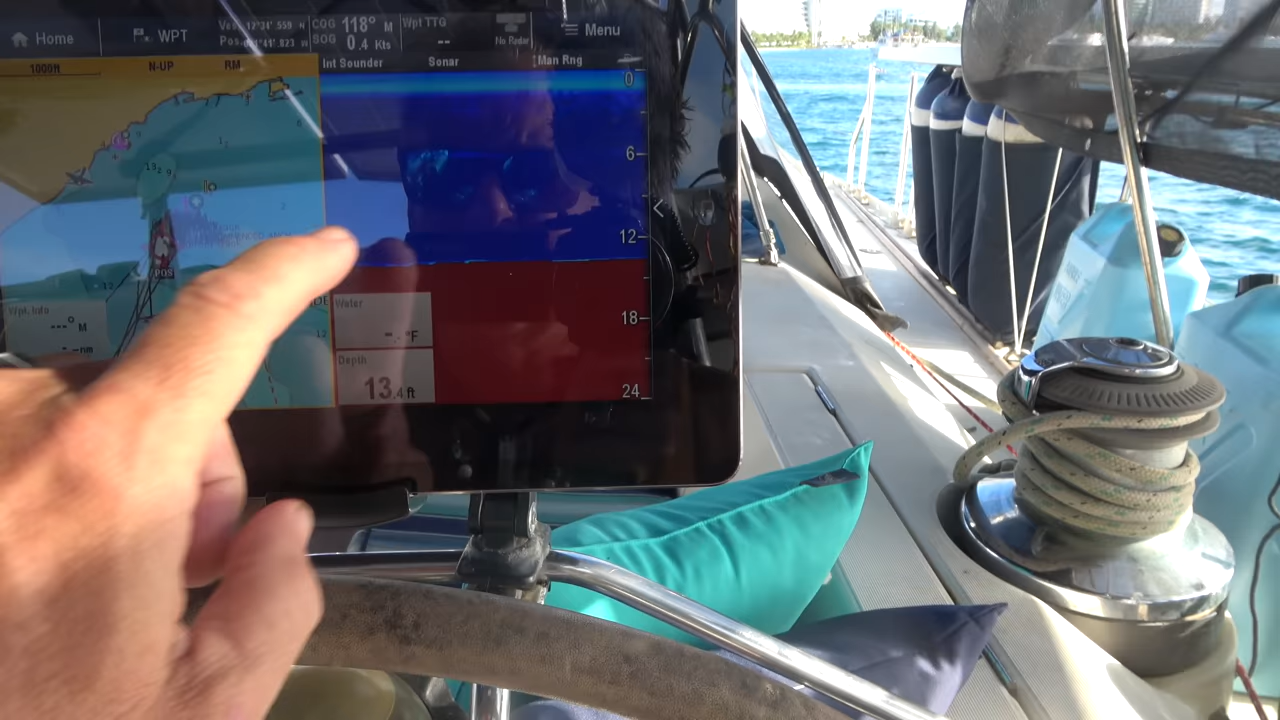 Home
WPT
COG 118° M
SOG 0.4 Kts
Wpt TTG
--
No Radar
Menu
1000ft
N-UP
RM
Int Sounder
Sonar
Man Rng
0
6
12
18
24
POS
Wpt. Info
---° M
-.-nm
12
Water
-.-°F
Depth
13.4 ft